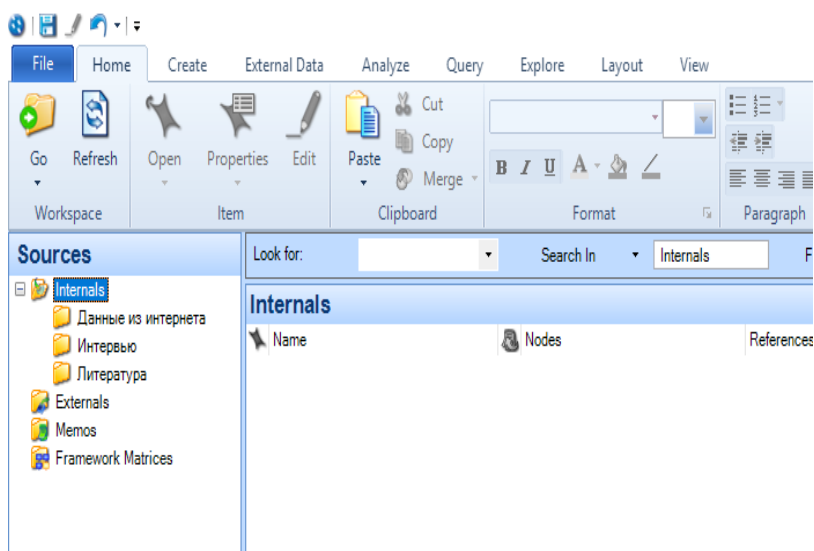 File Home Create External Data Analyze Query Explore Layout View
Go Refresh Open Properties Edit Paste Cut
Copy
Merge
B I U A
Workspace Item Clipboard Format Paragraph
Sources
Look for: Search In Internals F
Internals
Данные из интернета
Интервью
Литература
Externals
Memos
Framework Matrices
Internals
Name Nodes References